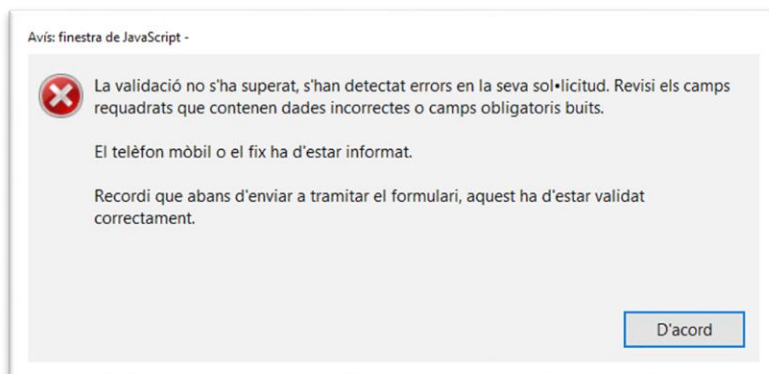 Avís: finestra de JavaScript -
La validació no s'ha superat, s'han detectat errors en la seva sol•licitud. Revisi els camps
requadrats que contenen dades incorrectes o camps obligatoris buits.
El telèfon mòbil o el fix ha d'estar informat.
Recordi que abans d'enviar a tramitar el formulari, aquest ha d'estar validat
correctament.
D'acord